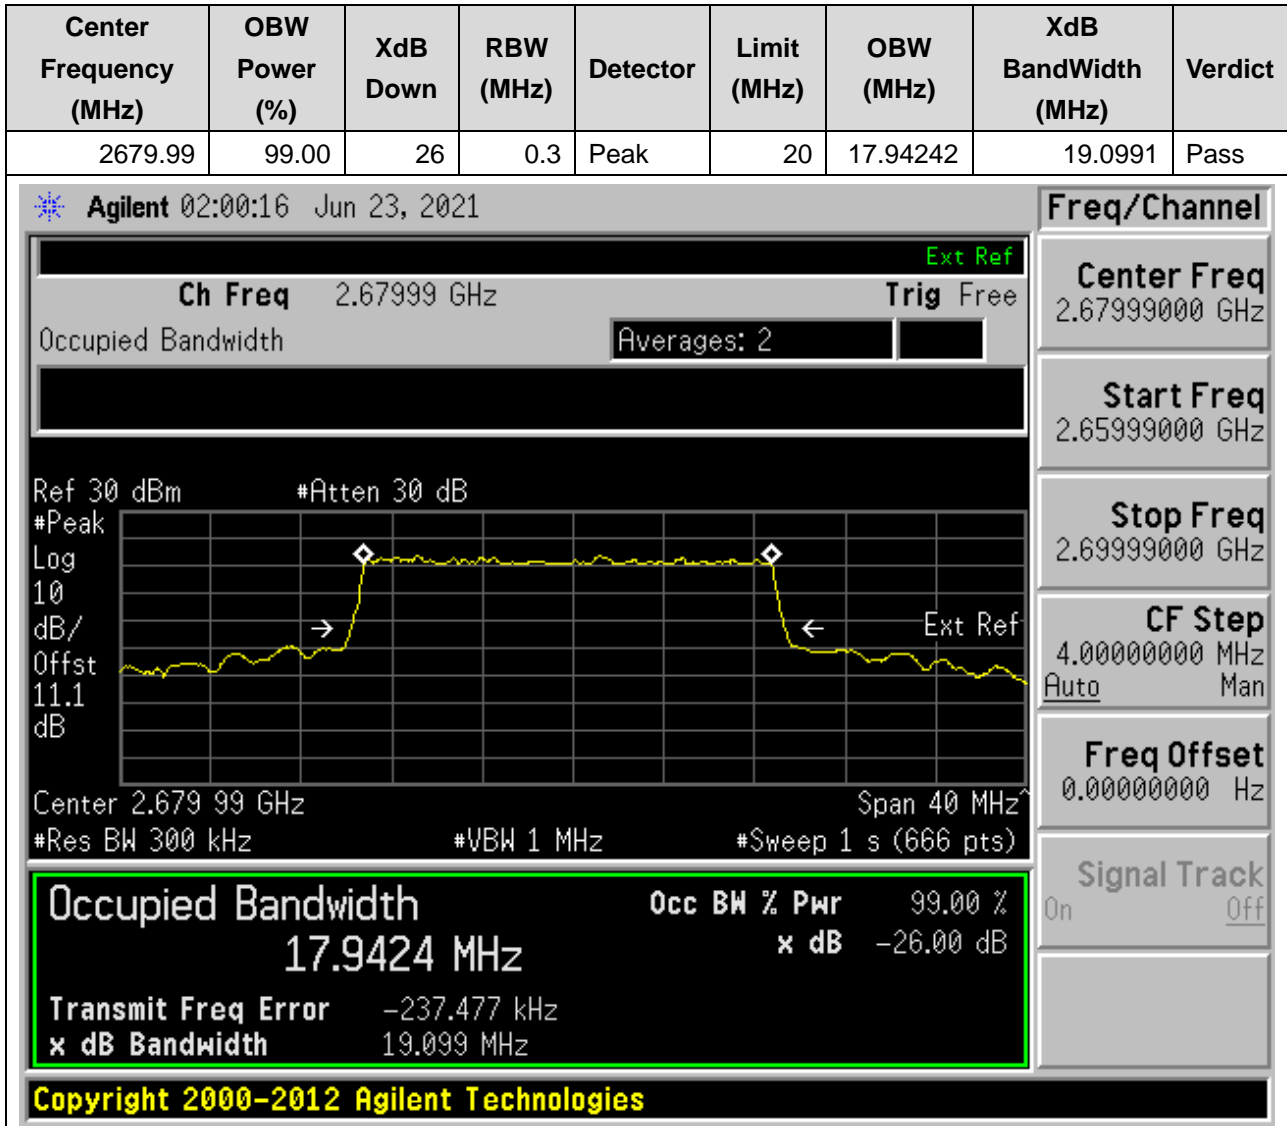 Center Frequency (MHz) OBW Power (%) XdB Down RBW (MHz) Detector Limit (MHz) OBW (MHz) XdB BandWidth (MHz) Verdict
2679.99 99.00 26 0.3 Peak 20 17.94242 19.0991 Pass
Agilent 02:00:16 Jun 23, 2021
Ext Ref
Ch Freq 2.67999 GHz Trig Free
Occupied Bandwidth Averages: 2
Ref 30 dBm #Atten 30 dB
#Peak
Log
10
dB/
Offst
11.1
dB
Ext Ref
Center 2.679 99 GHz Span 40 MHz^
#Res BW 300 kHz #VBW 1 MHz #Sweep 1 s (666 pts)
Occupied Bandwidth
17.9424 MHz
Occ BW % Pwr 99.00 %
x dB -26.00 dB
Transmit Freq Error -237.477 kHz
x dB Bandwidth 19.099 MHz
Copyright 2000-2012 Agilent Technologies
Freq/Channel
Center Freq
2.67999000 GHz
Start Freq
2.65999000 GHz
Stop Freq
2.69999000 GHz
CF Step
4.00000000 MHz
Auto Man
Freq Offset
0.00000000 Hz
Signal Track
On Off